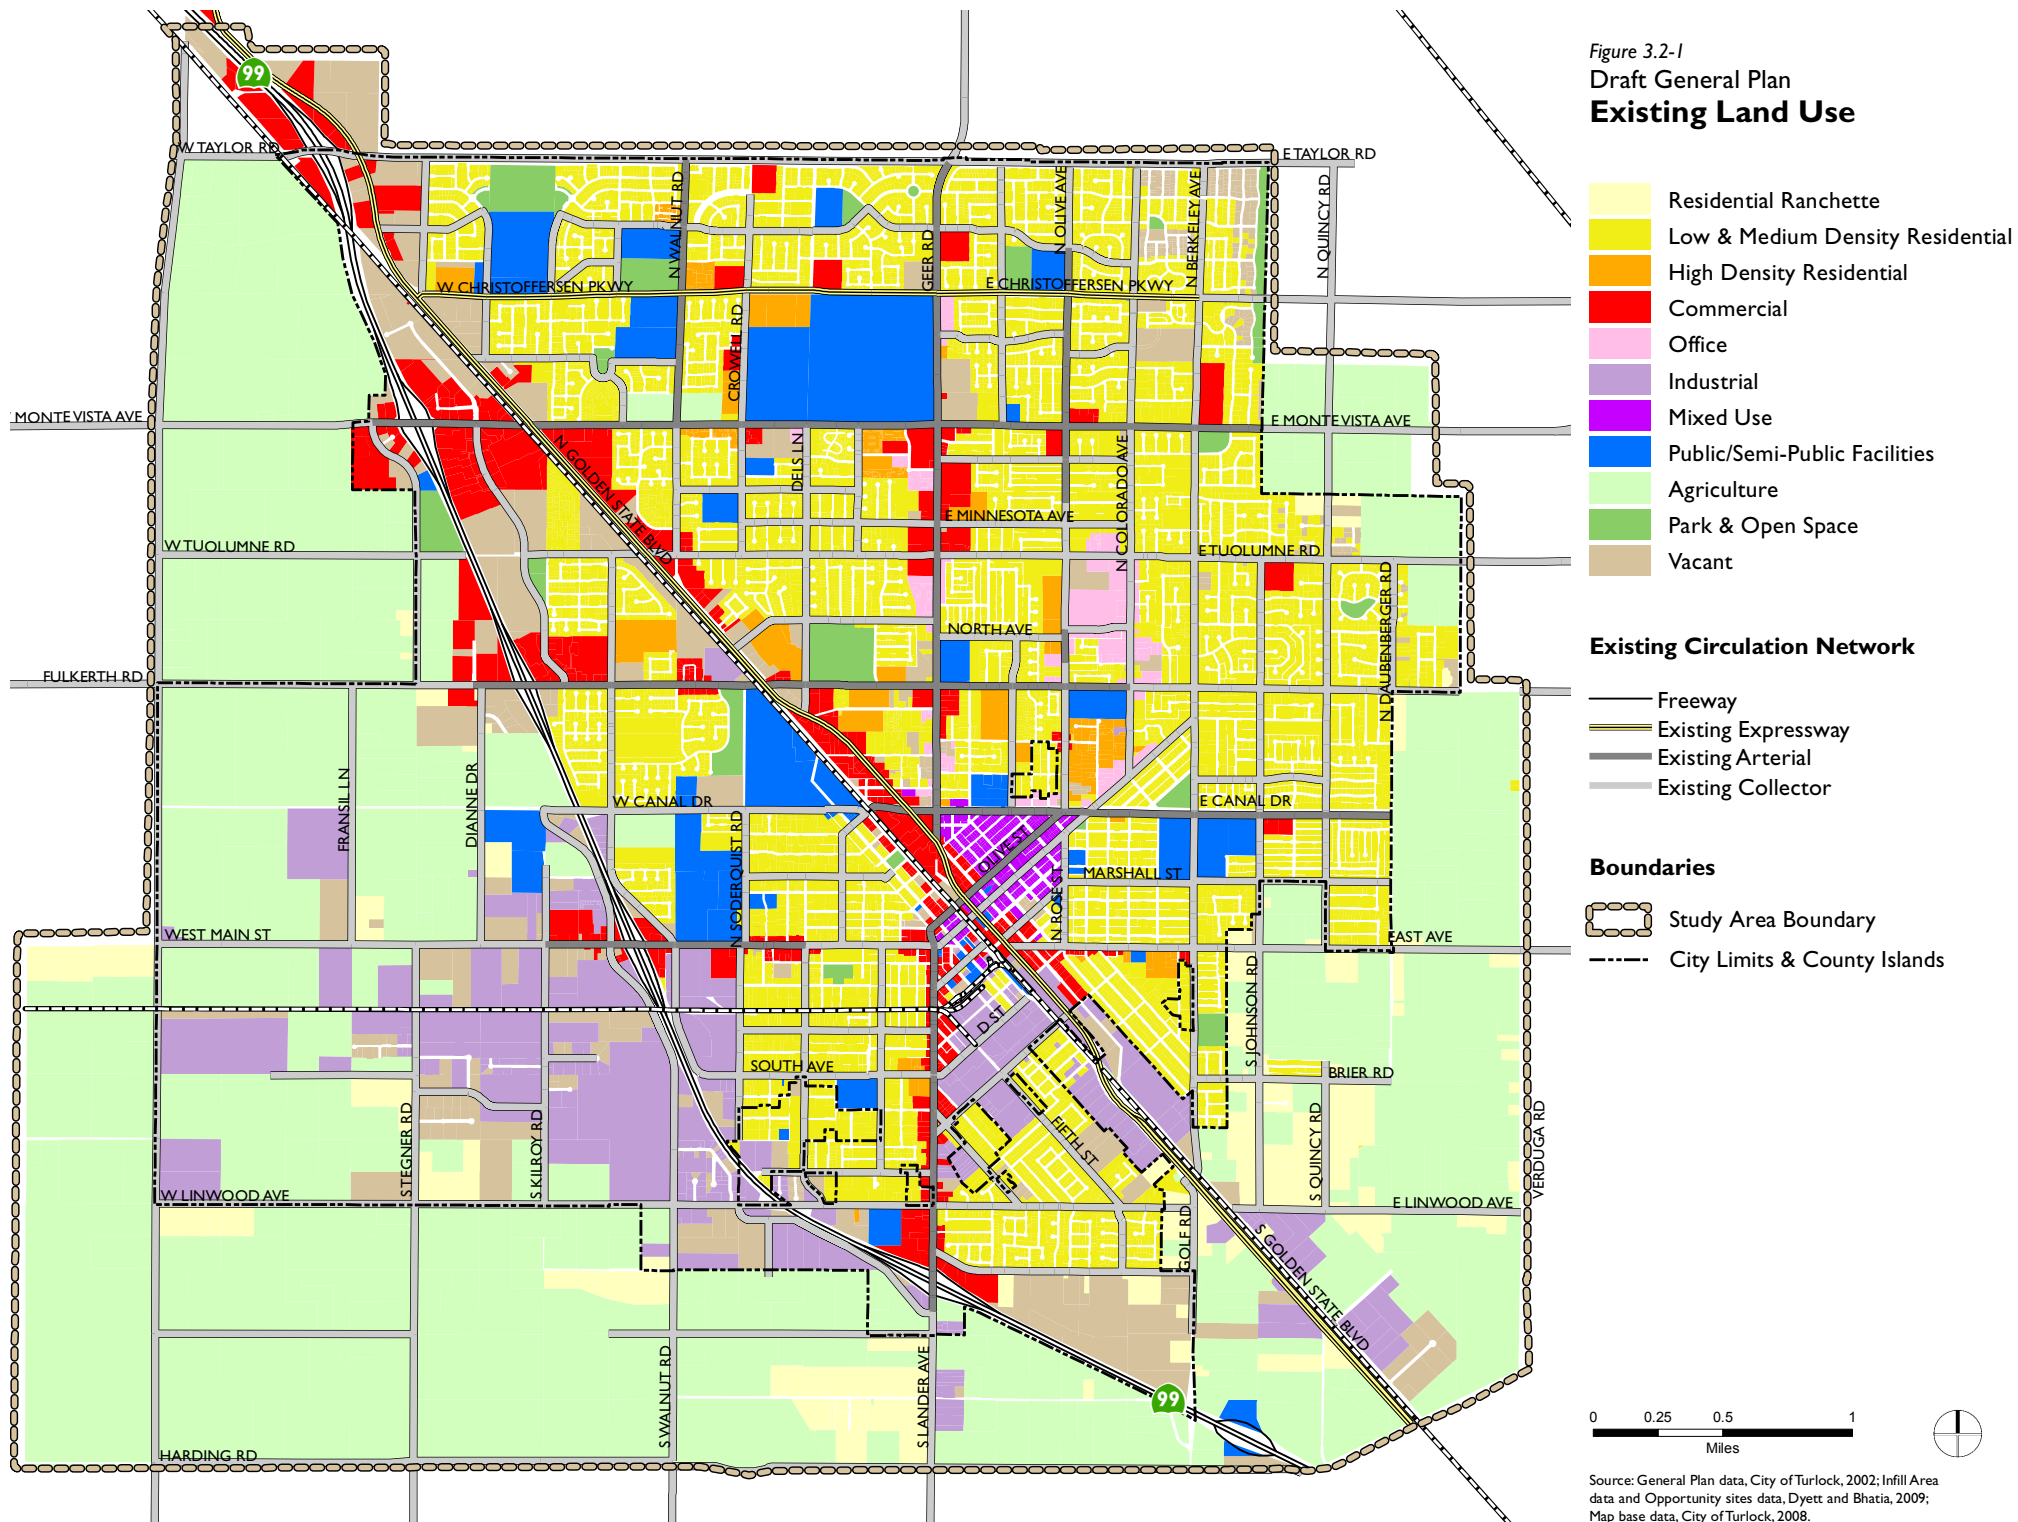 Figure 3.2-1
Draft General Plan
Existing Land Use
Residential Ranchette
Low & Medium Density Residential
High Density Residential
Commercial
Office
Industrial
Mixed Use
Public/Semi-Public Facilities
Agriculture
Park & Open Space
Vacant
Existing Circulation Network
Freeway
Existing Expressway
Existing Arterial
Existing Collector
Boundaries
Study Area Boundary
City Limits & County Islands
0 0.25 0.5 1
Miles
Source: General Plan data, City of Turlock, 2002; Infill Area
data and Opportunity sites data, Dyett and Bhatia, 2009;
Map base data, City of Turlock, 2008.
99
W TAYLOR RD
E TAYLOR RD
N WALNUT RD
N OLIVE AVE
N BERKELEY AVE
N QUINCY RD
GEER RD
W CHRISTOFFERSEN PKWY
E CHRISTOFFERSEN PKWY
CROWELL RD
MONTE VISTA AVE
E MONTE VISTA AVE
N GOLDEN STATE BLVD
DELS LN
N COLORADO AVE
E MINNESOTA AVE
W TUOLUMNE RD
E TUOLUMNE RD
N DAUBENBERGER RD
NORTH AVE
FULKERTH RD
FRANSIL LN
DIANNE DR
W CANAL DR
E CANAL DR
N SODERQUIST RD
OLIVE ST
MARSHALL ST
N ROSE ST
WEST MAIN ST
EAST AVE
S JOHNSON RD
D ST
SOUTH AVE
BRIER RD
STEGNER RD
S KILROY RD
FIFTH ST
S QUINCY RD
VERDUGA RD
W LINWOOD AVE
E LINWOOD AVE
GOLF RD
S GOLDEN STATE BLVD
S WALNUT RD
S LANDER AVE
99
HARDING RD